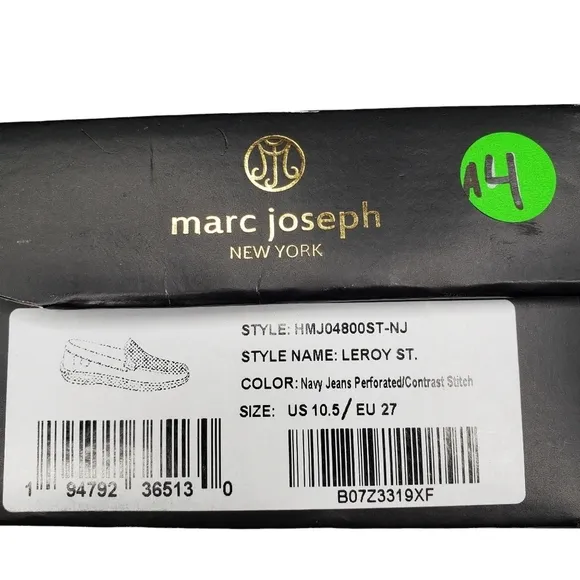 A4
marc joseph
NEW YORK
STYLE: HMJ04800ST-NJ
STYLE NAME: LEROY ST.
COLOR: Navy Jeans Perforated/Contrast Stitch
SIZE: US 10.5/ EU 27
1 94792 36513 0
B07Z3319XF